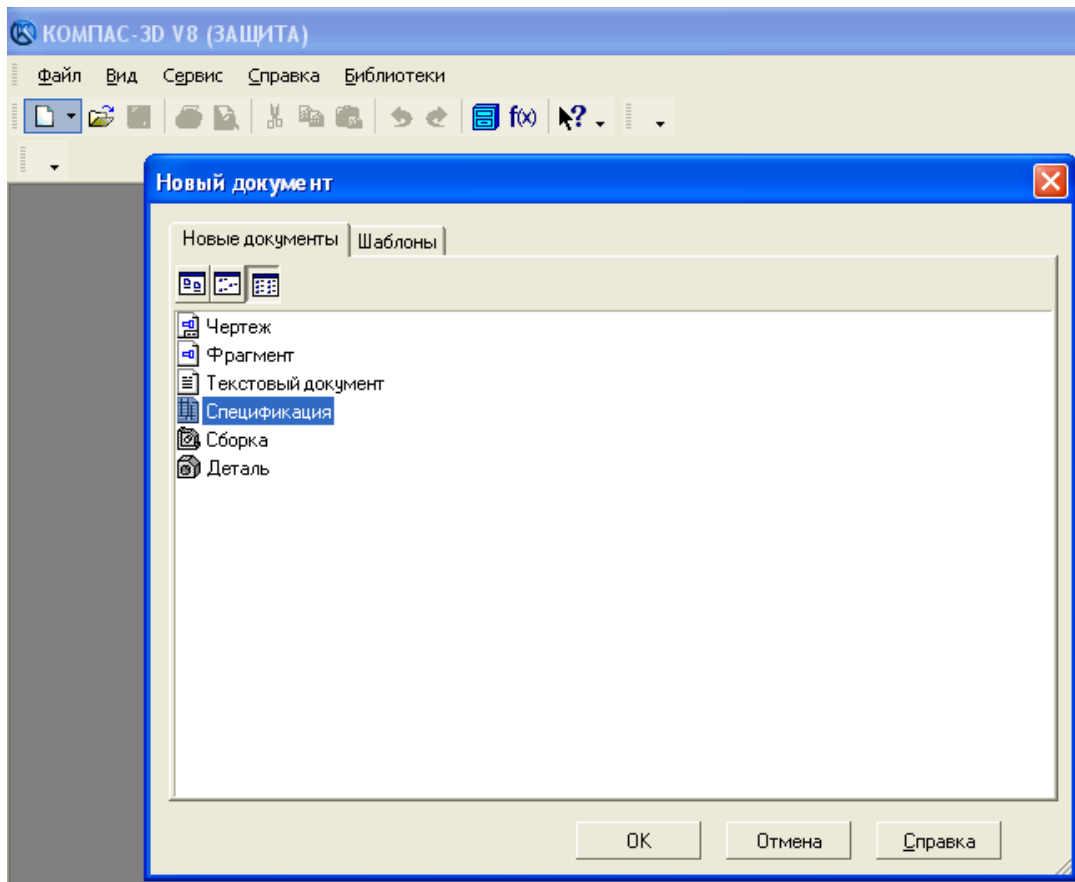 КОМПАС-3D V8 (ЗАЩИТА)
Файл Вид Сервис Справка Библиотеки
f(x) ?
Новый документ
Новые документы Шаблоны
Чертеж
Фрагмент
Текстовый документ
Спецификация
Сборка
Деталь
OK Отмена Справка